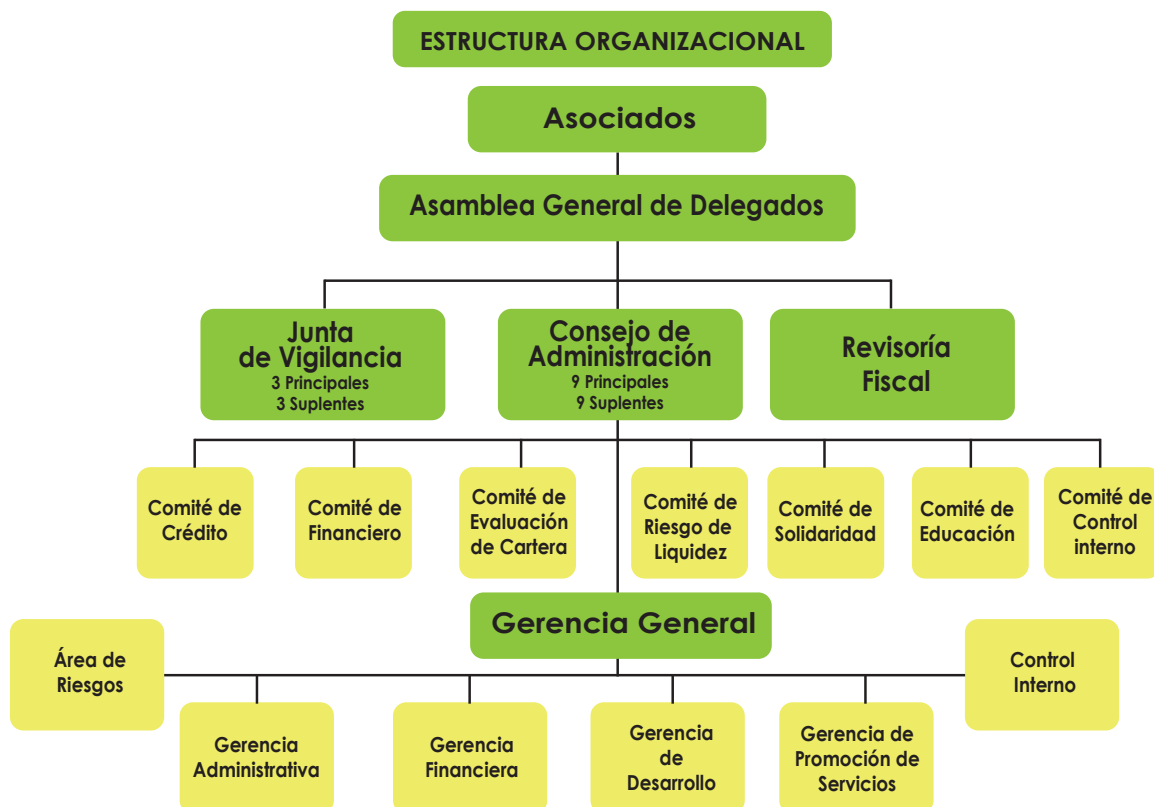 ESTRUCTURA ORGANIZACIONAL
Asociados
Asamblea General de Delegados
Junta
de Vigilancia
3 Principales
3 Suplentes
Consejo de
Administración
9 Principales
9 Suplentes
Revisoría
Fiscal
Comité de
Crédito
Comité de
Financiero
Comité de
Evaluación
de Cartera
Comité de
Riesgo de
Liquidez
Comité de
Solidaridad
Comité de
Educación
Comité de
Control
interno
Gerencia General
Área de
Riesgos
Control
Interno
Gerencia
Administrativa
Gerencia
Financiera
Gerencia
de
Desarrollo
Gerencia de
Promoción de
Servicios